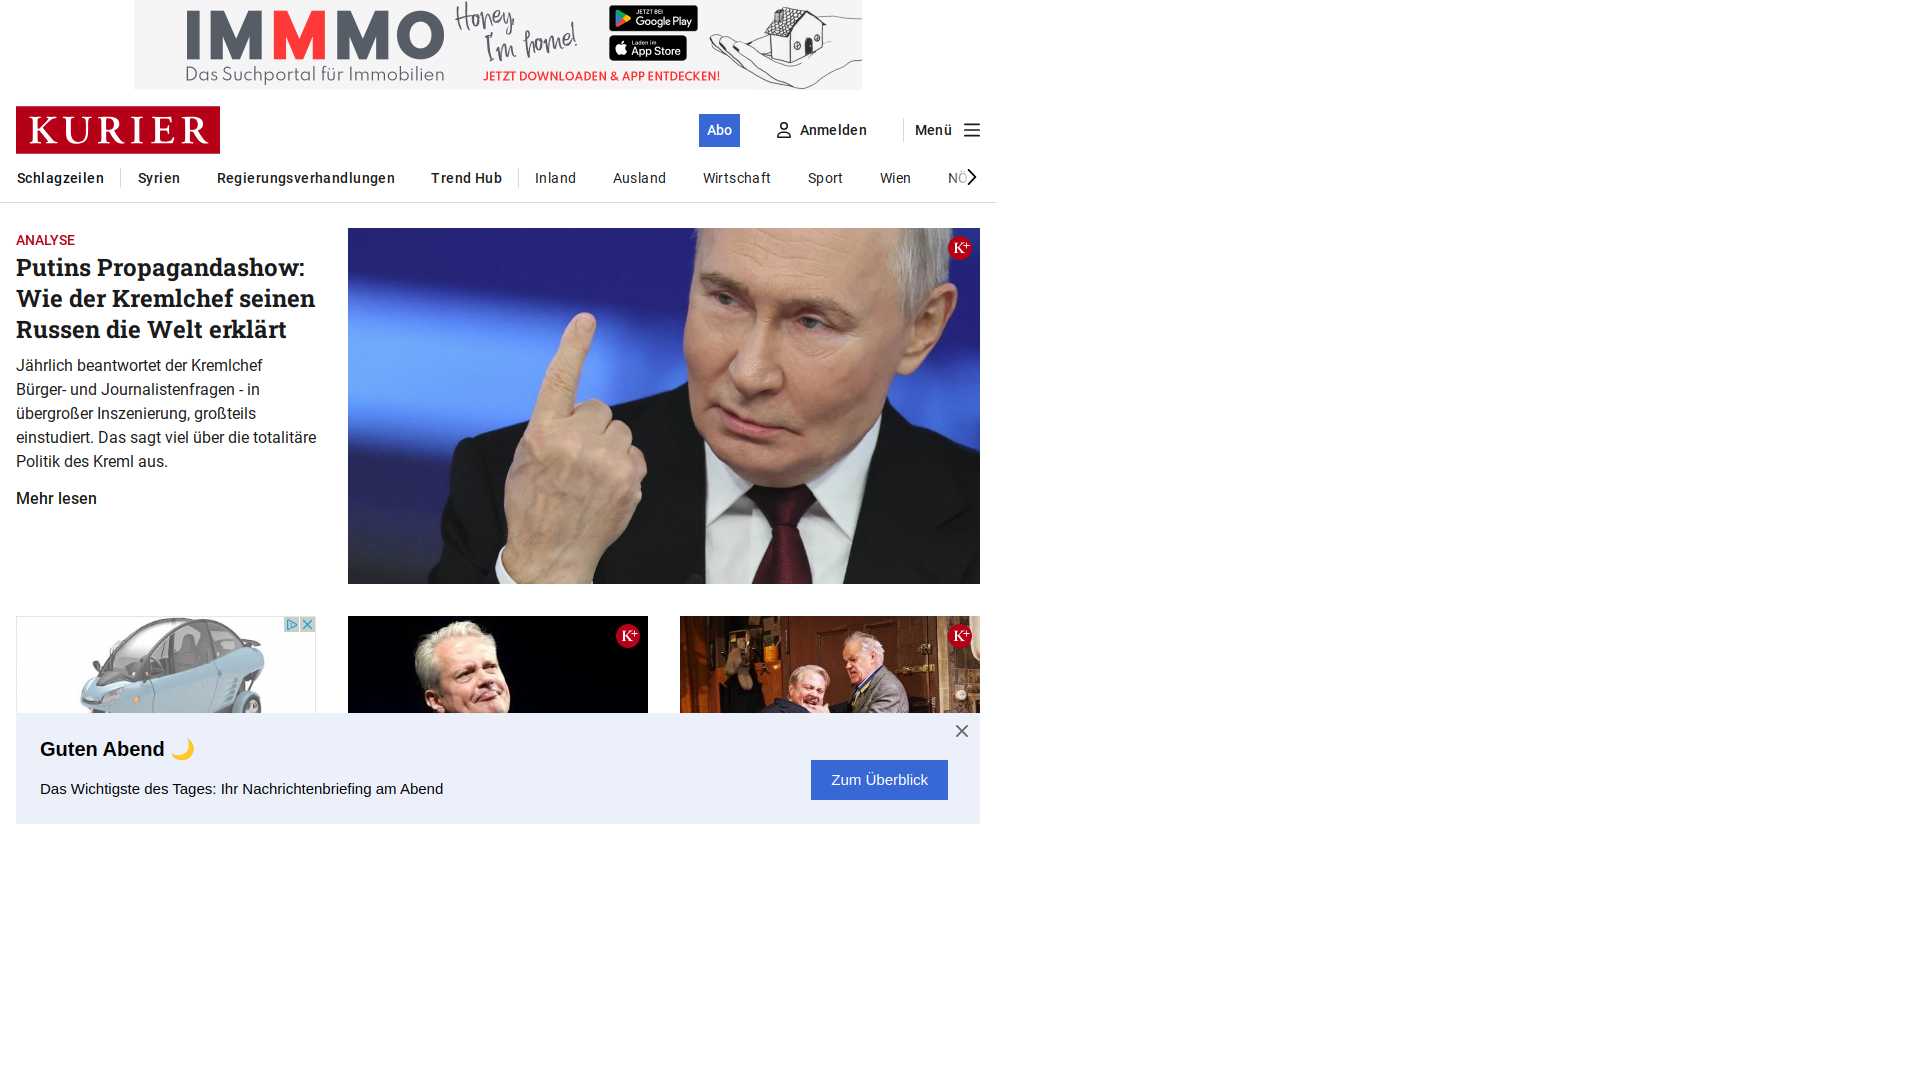 IMMMO
Das Suchportal für Immobilien
Honey,
I'm home!
JETZT BEI
Google Play
Laden im
App Store
JETZT DOWNLOADEN & APP ENTDECKEN!
KURIER
Abo
Anmelden
Menü
Schlagzeilen Syrien Regierungsverhandlungen Trend Hub Inland Ausland Wirtschaft Sport Wien NÖ
ANALYSE
Putins Propagandashow:
Wie der Kremlchef seinen
Russen die Welt erklärt
Jährlich beantwortet der Kremlchef
Bürger- und Journalistenfragen - in
übergroßer Inszenierung, großteils
einstudiert. Das sagt viel über die totalitäre
Politik des Kreml aus.
Mehr lesen
K+
K+
K+
Guten Abend 🌙
Das Wichtigste des Tages: Ihr Nachrichtenbriefing am Abend
Zum Überblick